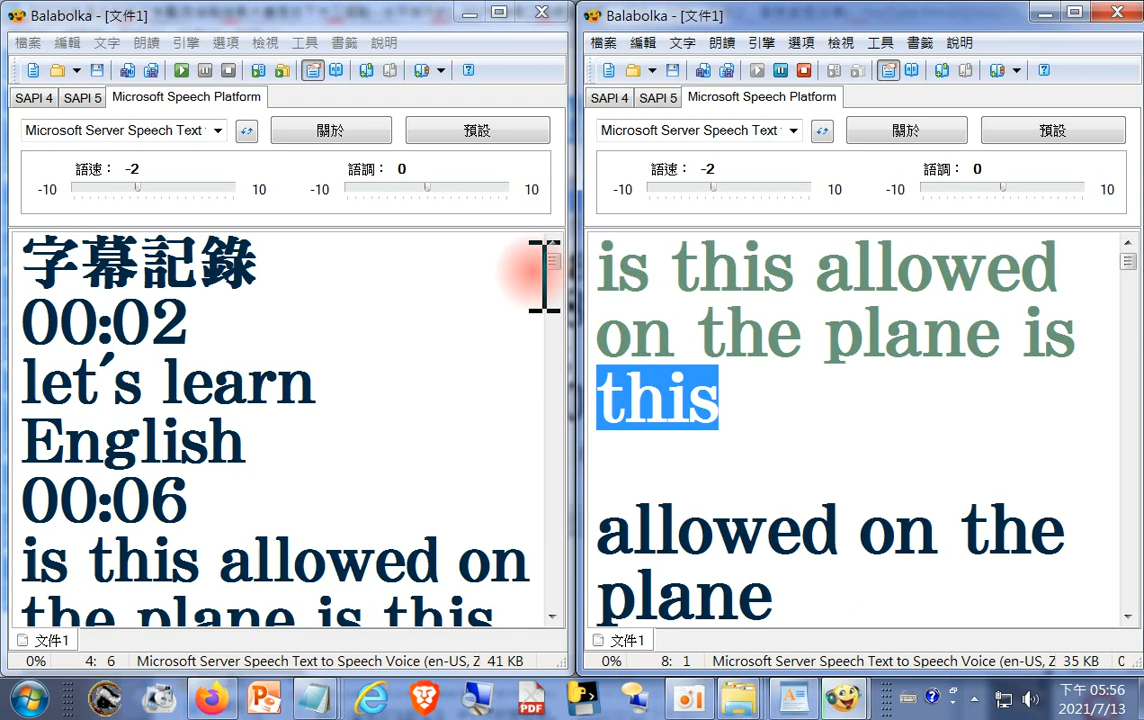 Balabolka - [文件1]
檔案 編輯 文字 朗讀 引擎 選項 檢視 工具 書籤 說明
SAPI 4 SAPI 5 Microsoft Speech Platform
Microsoft Server Speech Text
關於
預設
語速： -2
語調： 0
-10 10 -10 10
字幕記錄
00:02
let's learn
English
00:06
is this allowed on
the plane is this
文件1
0% 4: 6 Microsoft Server Speech Text to Speech Voice (en-US, Z 41 KB
Balabolka - [文件1]
檔案 編輯 文字 朗讀 引擎 選項 檢視 工具 書籤 說明
SAPI 4 SAPI 5 Microsoft Speech Platform
Microsoft Server Speech Text
關於
預設
語速： -2
語調： 0
-10 10 -10 10
is this allowed
on the plane is
this
allowed on the
plane
文件1
0% 8: 1 Microsoft Server Speech Text to Speech Voice (en-US, Z 35 KB
PDF
下午 05:56
2021/7/13